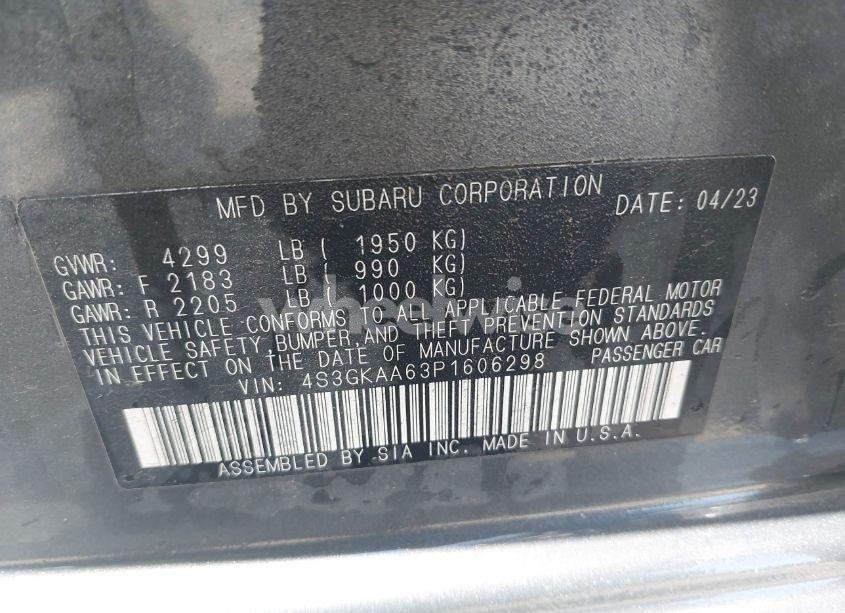 MFD BY SUBARU CORPORATION DATE: 04/23
GVWR: 4299 LB ( 1950 KG)
GAWR: F 2183 LB ( 990 KG)
GAWR: R 2205 LB ( 1000 KG)
THIS VEHICLE CONFORMS TO ALL APPLICABLE FEDERAL MOTOR
VEHICLE SAFETY, BUMPER, AND THEFT PREVENTION STANDARDS
IN EFFECT ON THE DATE OF MANUFACTURE SHOWN ABOVE.
VIN: 4S3GKAA63P1606298 PASSENGER CAR
ASSEMBLED BY SIA INC. MADE IN U.S.A.
wheelwise